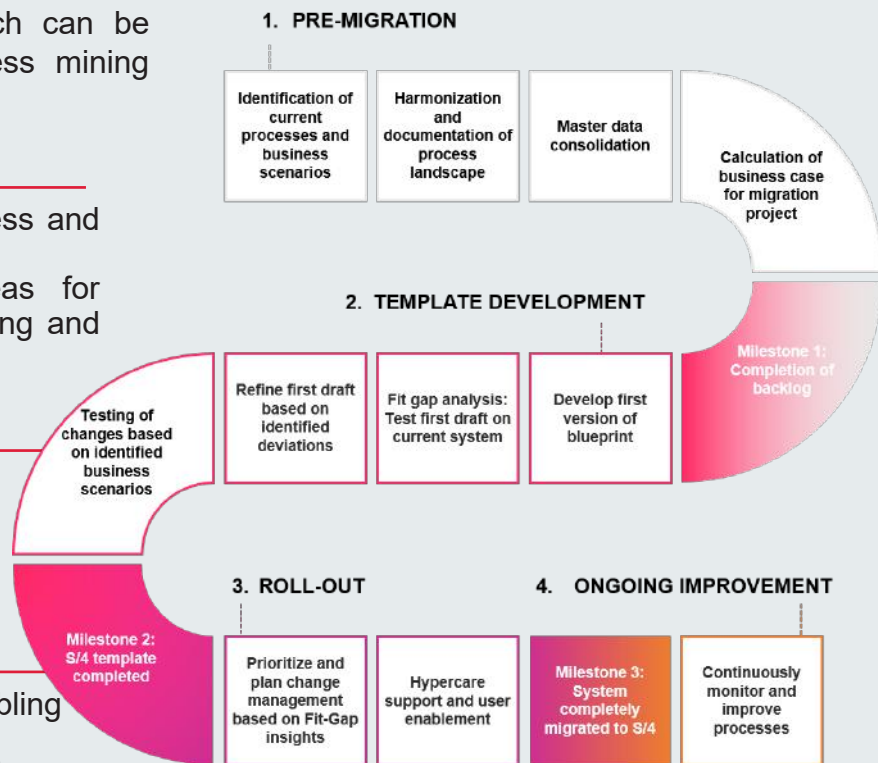 ch can be
ess mining
ess and
as for
ng and
bling
1. PRE-MIGRATION
Identification of
current
processes and
business
scenarios
Harmonization
and
documentation of
process
landscape
Master data
consolidation
Calculation of
business case
for migration
project
Milestone 1:
Completion of
backlog
2. TEMPLATE DEVELOPMENT
Develop first
version of
blueprint
Fit gap analysis:
Test first draft on
current system
Refine first draft
based on
identified
deviations
Testing of
changes based
on identified
business
scenarios
Milestone 2:
S/4 template
completed
3. ROLL-OUT
Prioritize and
plan change
management
based on Fit-Gap
insights
Hypercare
support and user
enablement
Milestone 3:
System
completely
migrated to S/4
4. ONGOING IMPROVEMENT
Continuously
monitor and
improve
processes